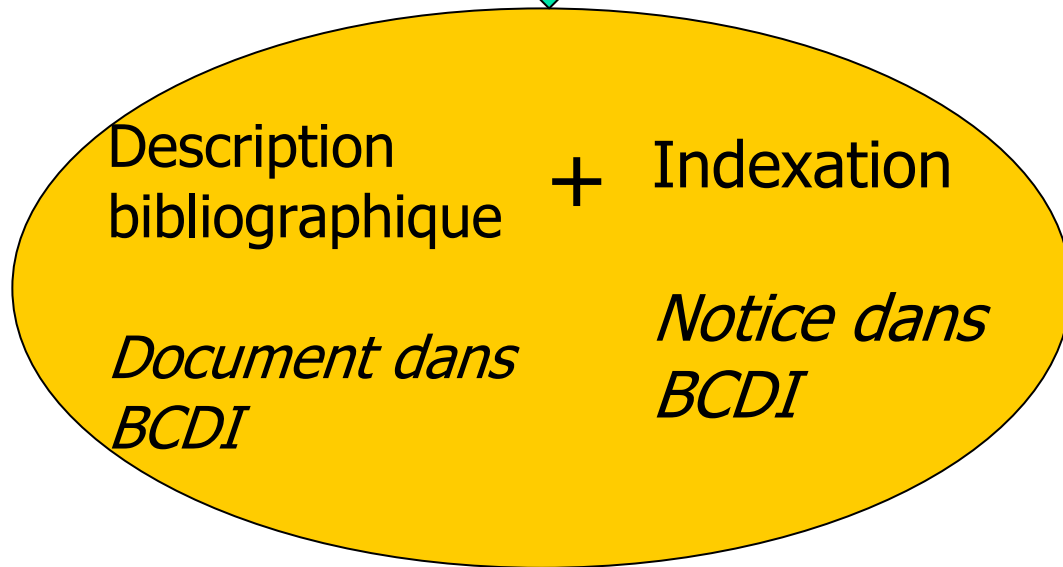 Description
bibliographique
+
Indexation
Document dans
BCDI
Notice dans
BCDI